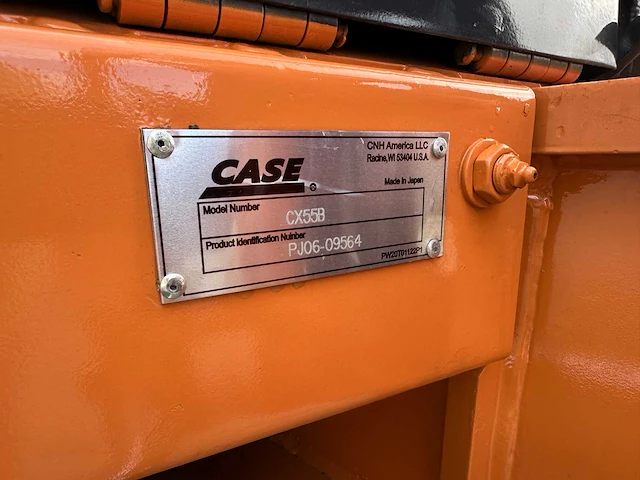 CASE
CNH America LLC
Racine, WI 53404 U.S.A.
Made in Japan
Model Number
CX55B
Product Identification Number
PJ06-09564